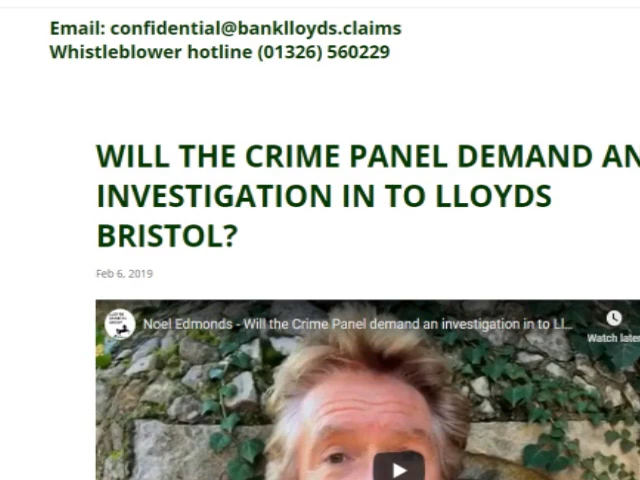 Email: confidential@banklloyds.claims
Whistleblower hotline (01326) 560229
WILL THE CRIME PANEL DEMAND AN
INVESTIGATION IN TO LLOYDS
BRISTOL?
Feb 6, 2019
Noel Edmonds - Will the Crime Panel demand an investigation in to Ll...
Watch later